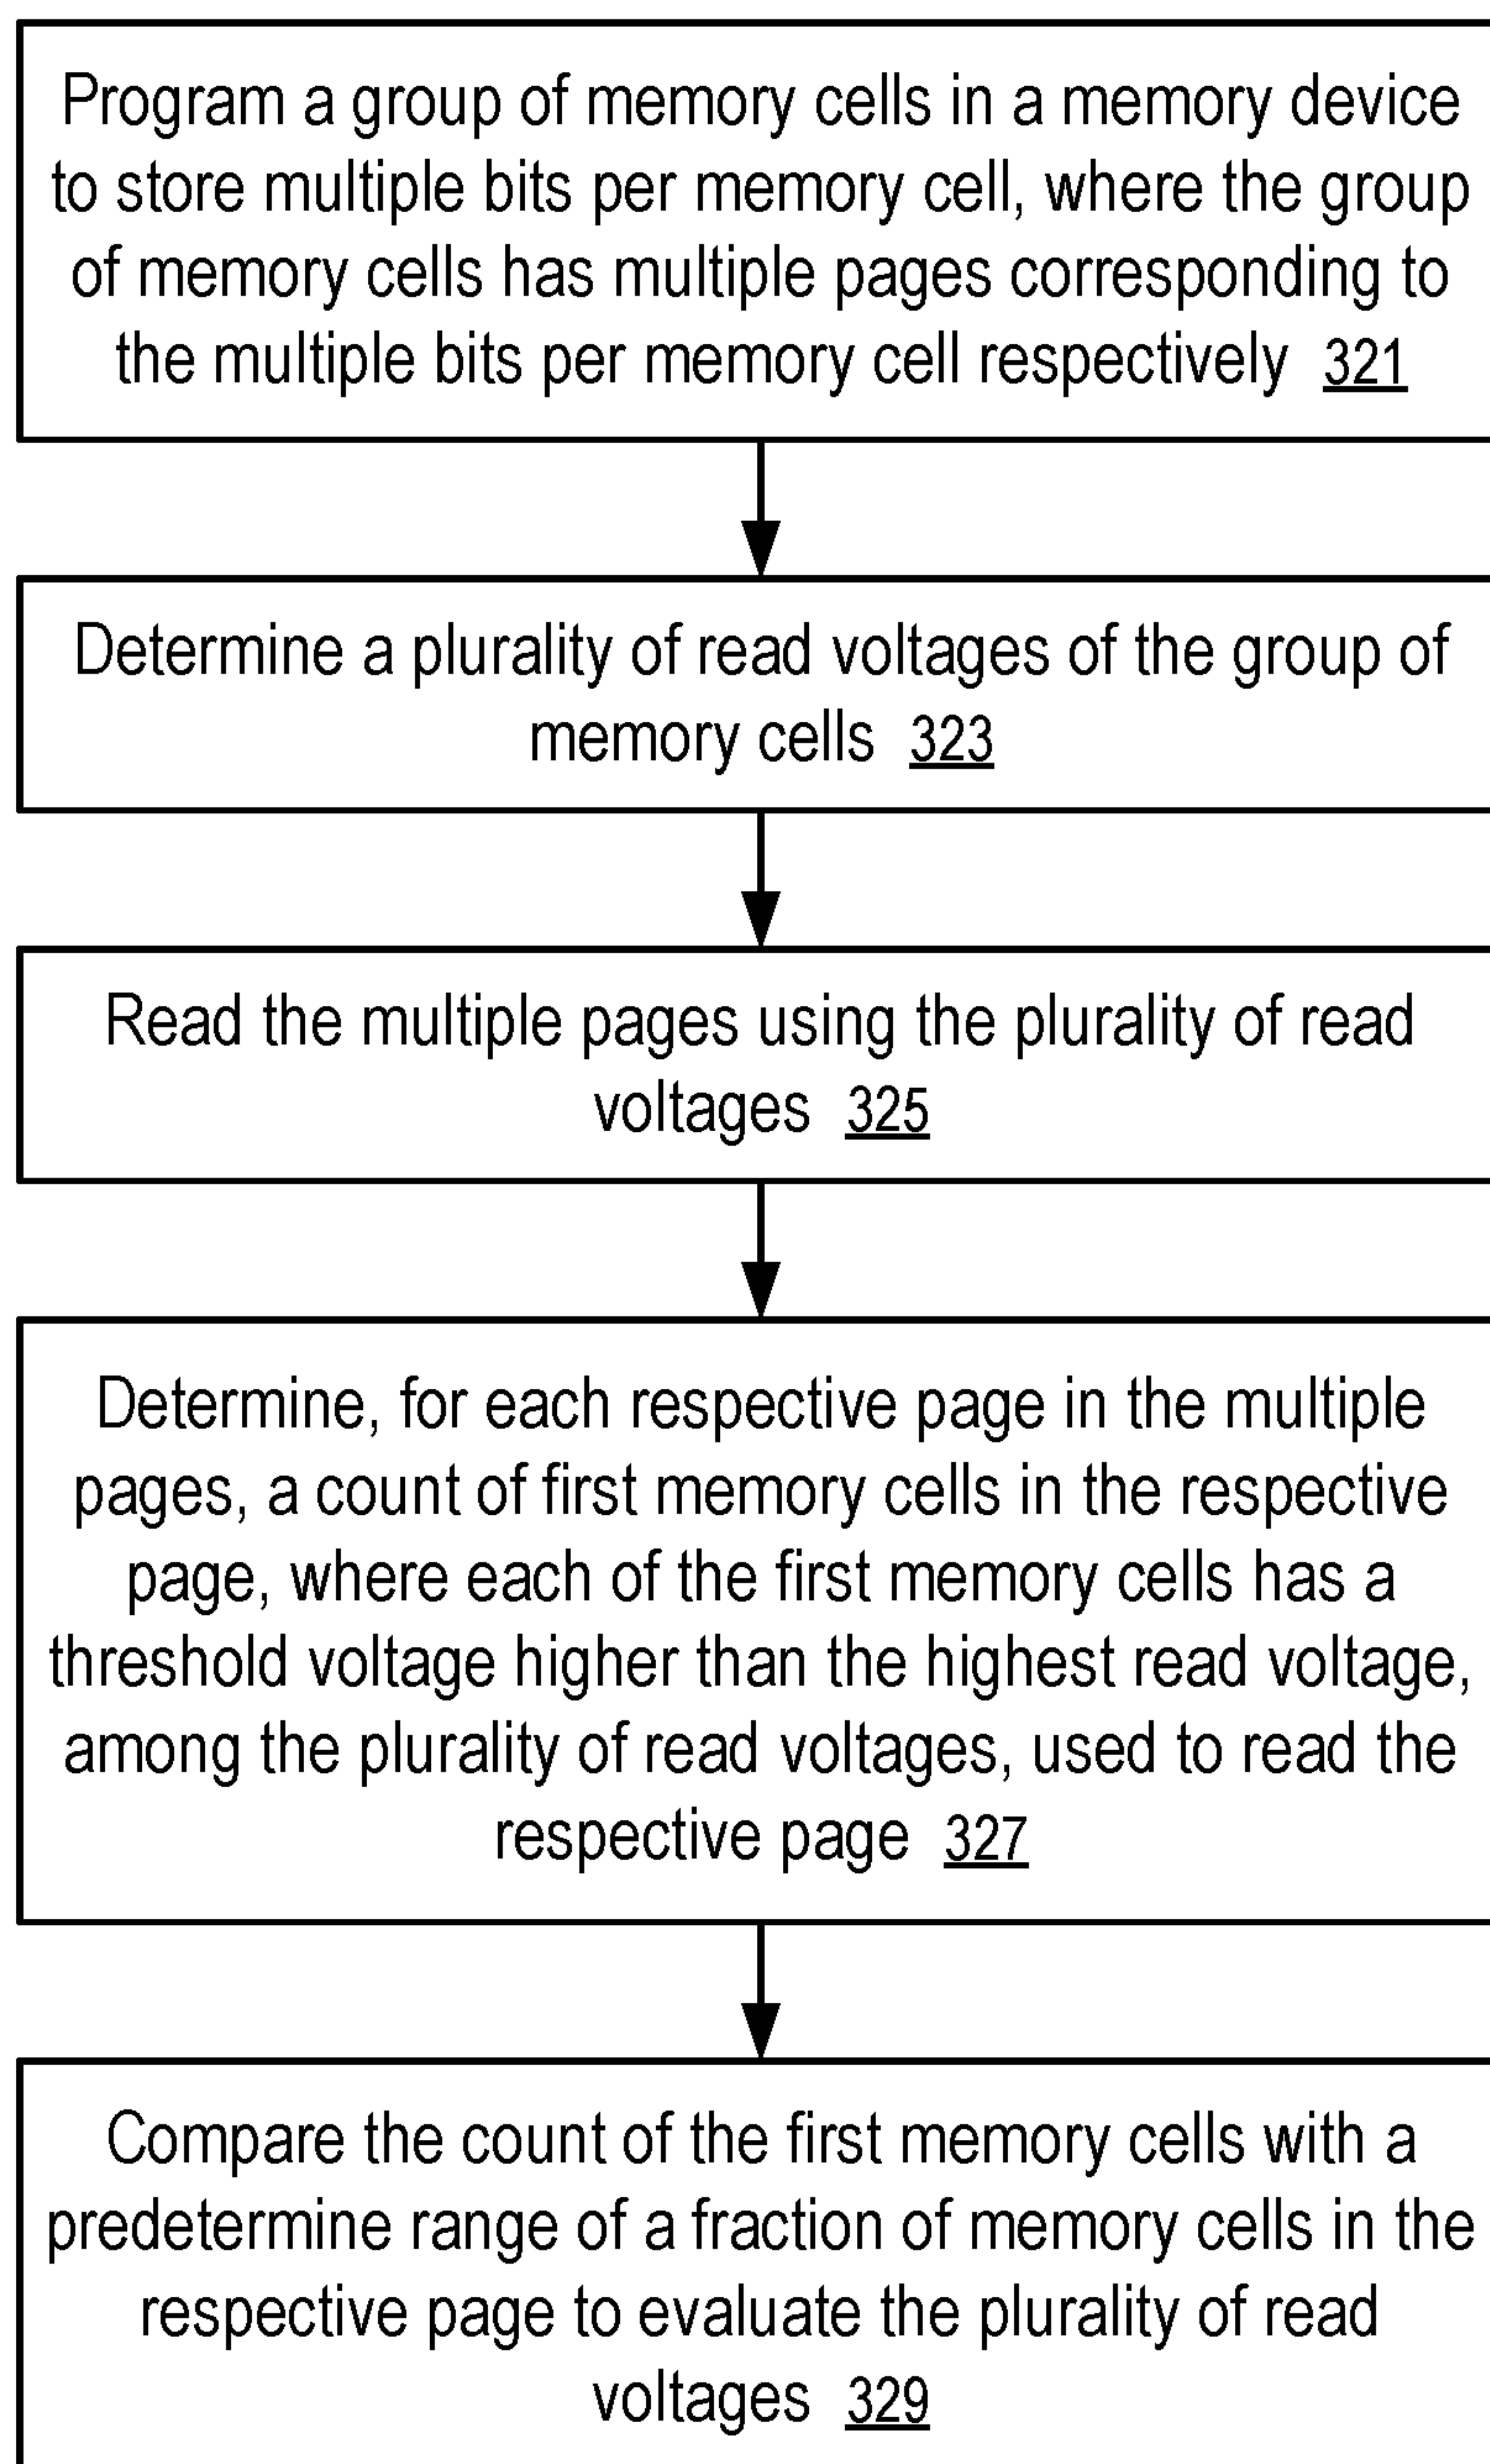 Program a group of memory cells in a memory device
to store multiple bits per memory cell, where the group
of memory cells has multiple pages corresponding to
the multiple bits per memory cell respectively 321
Determine a plurality of read voltages of the group of
memory cells 323
Read the multiple pages using the plurality of read
voltages 325
Determine, for each respective page in the multiple
pages, a count of first memory cells in the respective
page, where each of the first memory cells has a
threshold voltage higher than the highest read voltage,
among the plurality of read voltages, used to read the
respective page 327
Compare the count of the first memory cells with a
predetermine range of a fraction of memory cells in the
respective page to evaluate the plurality of read
voltages 329